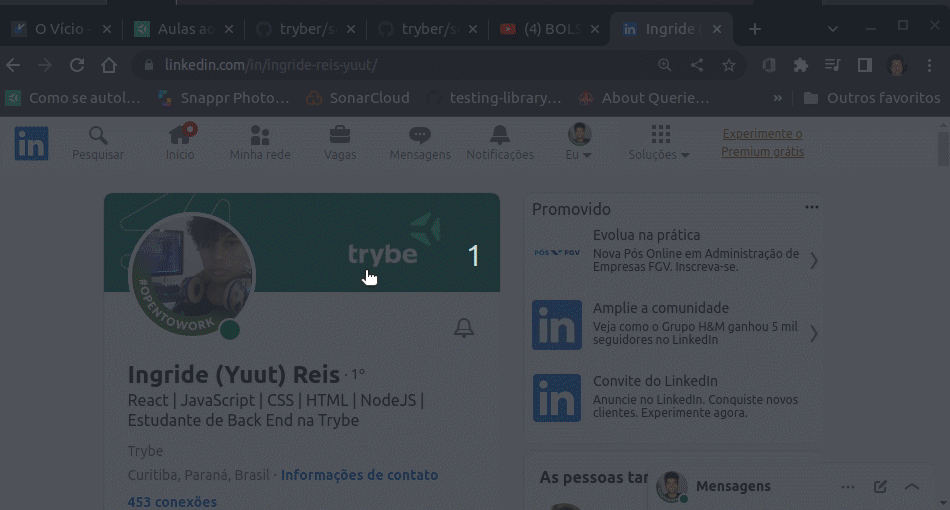 O Vício -
Aulas ao
tryber/s
tryber/s
(4) BOLS
Ingride |
linkedin.com/in/ingride-reis-yuut/
Como se autol…
Snappr Photo…
SonarCloud
testing-library…
About Querie…
»
Outros favoritos
in
Pesquisar
Início
Minha rede
Vagas
Mensagens
Notificações
Eu
Soluções
Experimente o
Premium grátis
trybe
1
#OPENTOWORK
Ingride (Yuut) Reis · 1º
React | JavaScript | CSS | HTML | NodeJS |
Estudante de Back End na Trybe
Trybe
Curitiba, Paraná, Brasil · Informações de contato
453 conexões
Promovido
PÓS FGV
Evolua na prática
Nova Pós Online em Administração de
Empresas FGV. Inscreva-se.
in
Amplie a comunidade
Veja como o Grupo H&M ganhou 5 mil
seguidores no LinkedIn
in
Convite do LinkedIn
Anuncie no LinkedIn. Conquiste novos
clientes. Experimente agora.
As pessoas tam
Mensagens